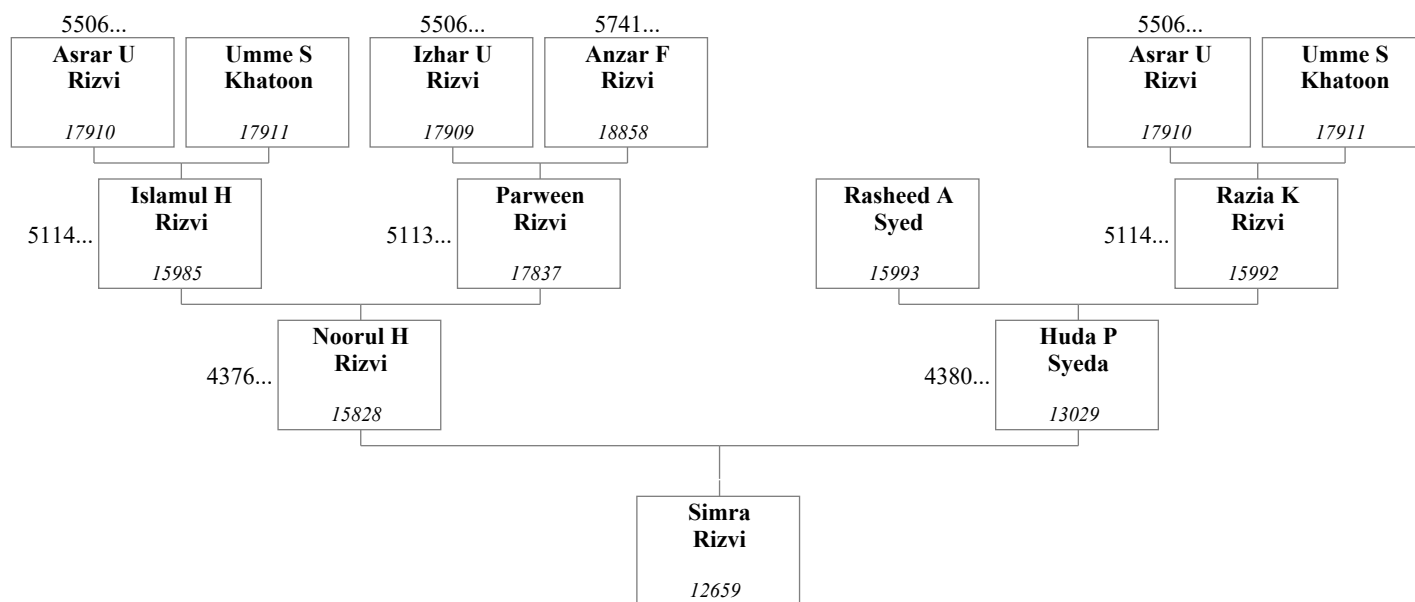 5506...
5506...
5741...
5506...
Asrar U
Rizvi
17910
Umme S
Khatoon
17911
Izhar U
Rizvi
17909
Anzar F
Rizvi
18858
Asrar U
Rizvi
17910
Umme S
Khatoon
17911
5114...
Islamul H
Rizvi
15985
5113...
Parween
Rizvi
17837
Rasheed A
Syed
15993
5114...
Razia K
Rizvi
15992
4376...
Noorul H
Rizvi
15828
4380...
Huda P
Syeda
13029
Simra
Rizvi
12659